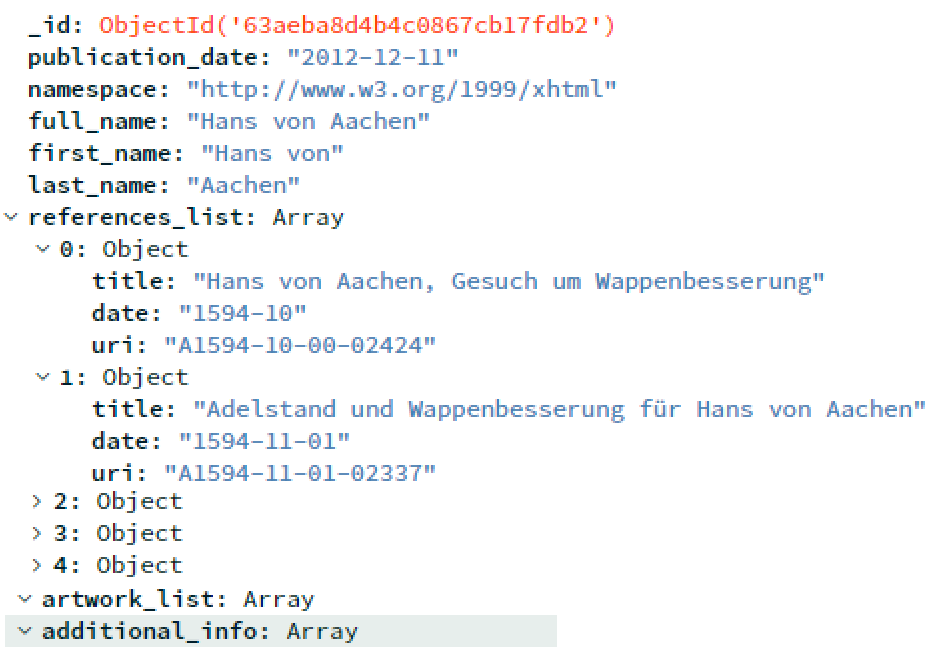 _id: ObjectId('63aeba8d4b4c0867cb17fdb2')
publication_date: "2012-12-11"
namespace: "http://www.w3.org/1999/xhtml"
full_name: "Hans von Aachen"
first_name: "Hans von"
last_name: "Aachen"
references_list: Array
0: Object
title: "Hans von Aachen, Gesuch um Wappenbesserung"
date: "1594-10"
uri: "A1594-10-00-02424"
1: Object
title: "Adelstand und Wappenbesserung für Hans von Aachen"
date: "1594-11-01"
uri: "A1594-11-01-02337"
2: Object
3: Object
4: Object
artwork_list: Array
additional_info: Array